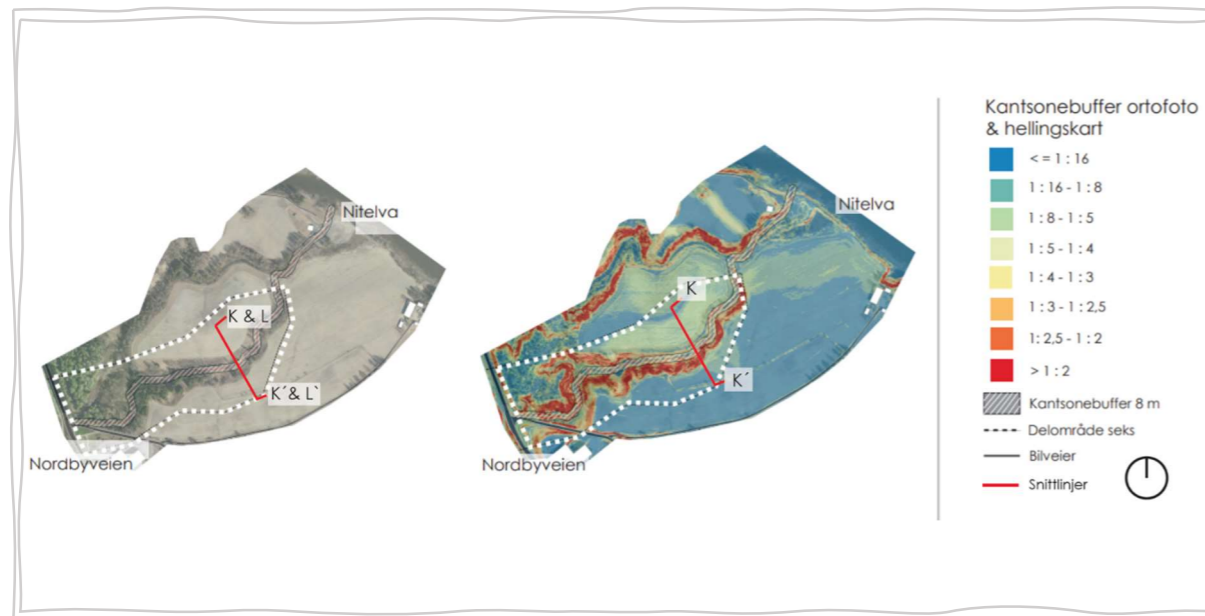 Nitelva
K & L
K´& L`
Nordbyveien
Nitelva
K
K´
Nordbyveien
Kantsonebuffer ortofoto
& hellingskart
< = 1 : 16
1 : 16 - 1 : 8
1 : 8 - 1 : 5
1 : 5 - 1 : 4
1 : 4 - 1 : 3
1 : 3 - 1 : 2,5
1: 2,5 - 1 : 2
> 1 : 2
Kantsonebuffer 8 m
Delområde seks
Bilveier
Snittlinjer